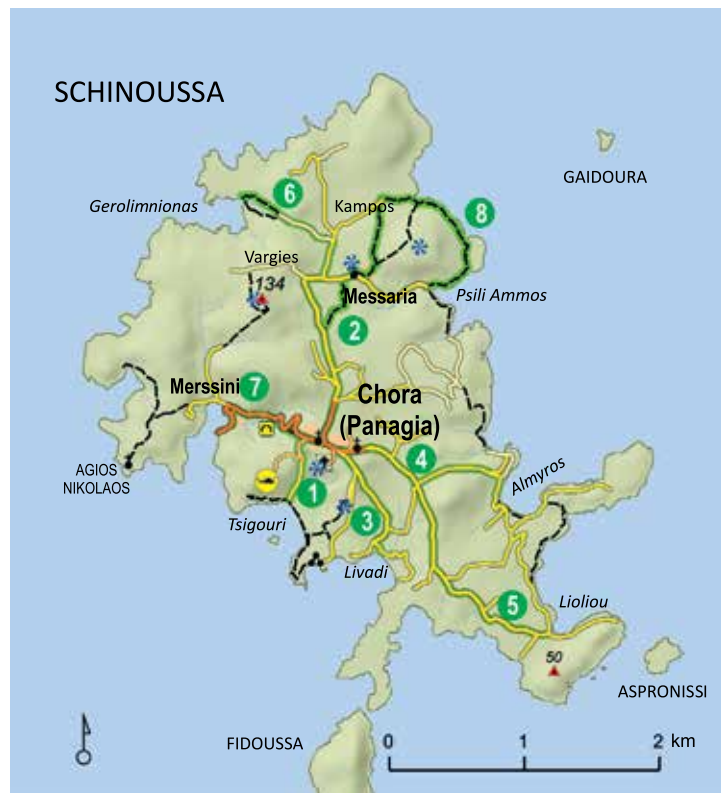 SCHINOUSSA
GAIDOURA
6
Gerolimnionas
Kampos
8
Vargies
134
Messaria
Psili Ammos
2
Merssini
7
Chora
(Panagia)
4
AGIOS
NIKOLAOS
Almyros
1
3
Tsigouri
Livadi
5
Lioliou
50
ASPRONISSI
FIDOUSSA
0 1 2 km